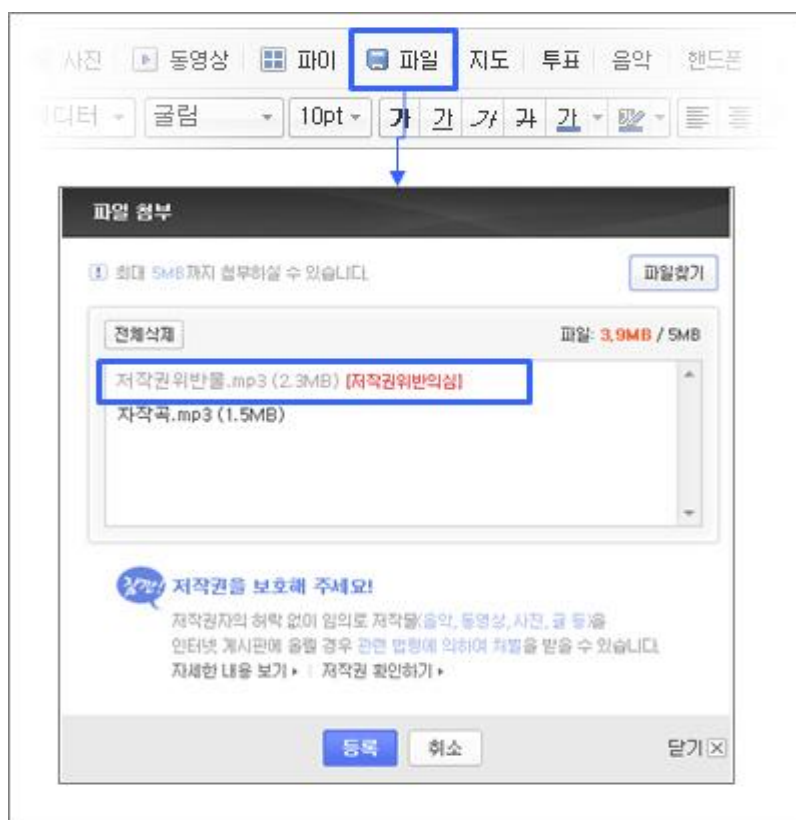 사진 동영상 파이 파일 지도 투표 음악 핸드폰
디터 굴림 10pt 가 가 가 가 가
파일 첨부
최대 5MB까지 첨부하실 수 있습니다.
파일찾기
전체삭제
파일: 3.9MB / 5MB
저작권위반물.mp3 (2.3MB) [저작권위반의심]
자작곡.mp3 (1.5MB)
잠깐! 저작권을 보호해 주세요!
저작권자의 허락 없이 임의로 저작물(음악, 동영상, 사진, 글 등)을
인터넷 게시판에 올릴 경우 관련 법령에 의하여 처벌을 받을 수 있습니다.
자세한 내용 보기 저작권 확인하기
등록 취소 닫기